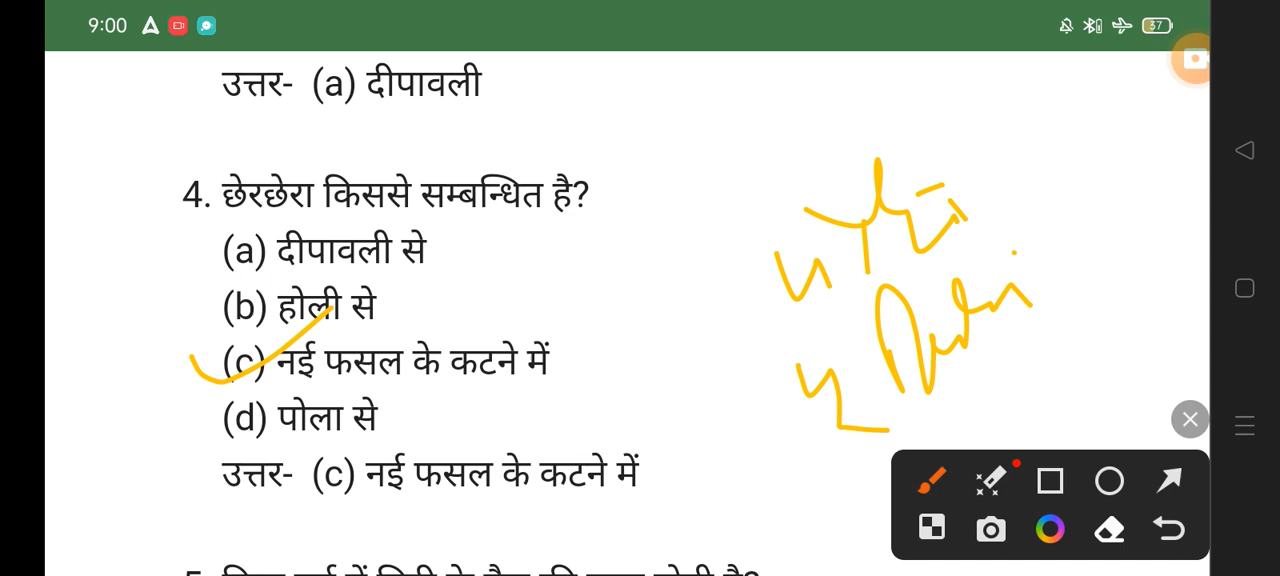 9:00
37
उत्तर- (a) दीपावली
4. छेरछेरा किससे सम्बन्धित है?
(a) दीपावली से
(b) होली से
(c) नई फसल के कटने में
(d) पोला से
उत्तर- (c) नई फसल के कटने में